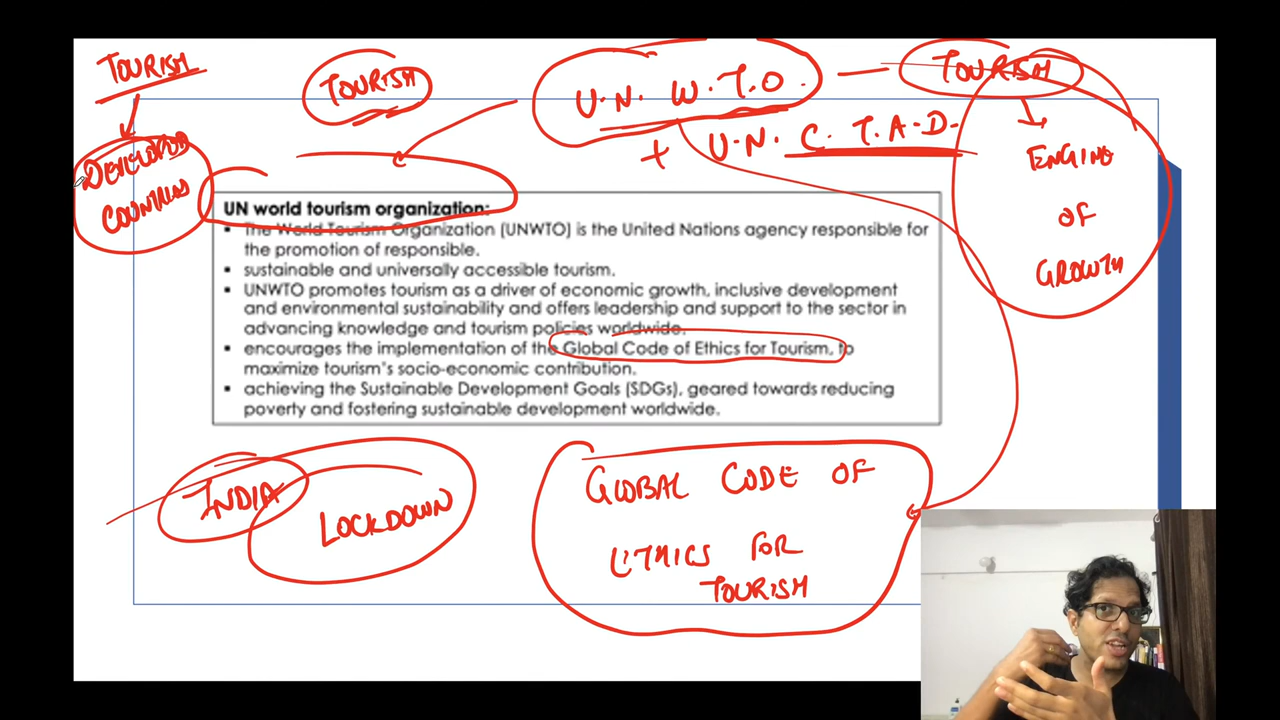 TOURISM
TOURISM
U.N. W.T.O.
TOURISM
+ U.N. C.T.A.D.
DEVELOPED
COUNTRIES
ENGINE
OF
GROWTH
UN world tourism organization:
▪ The World Tourism Organization (UNWTO) is the United Nations agency responsible for
the promotion of responsible.
▪ sustainable and universally accessible tourism.
▪ UNWTO promotes tourism as a driver of economic growth, inclusive development
and environmental sustainability and offers leadership and support to the sector in
advancing knowledge and tourism policies worldwide.
▪ encourages the implementation of the Global Code of Ethics for Tourism, to
maximize tourism's socio-economic contribution.
▪ achieving the Sustainable Development Goals (SDGs), geared towards reducing
poverty and fostering sustainable development worldwide.
INDIA
LOCKDOWN
GLOBAL CODE OF
ETHICS FOR
TOURISM